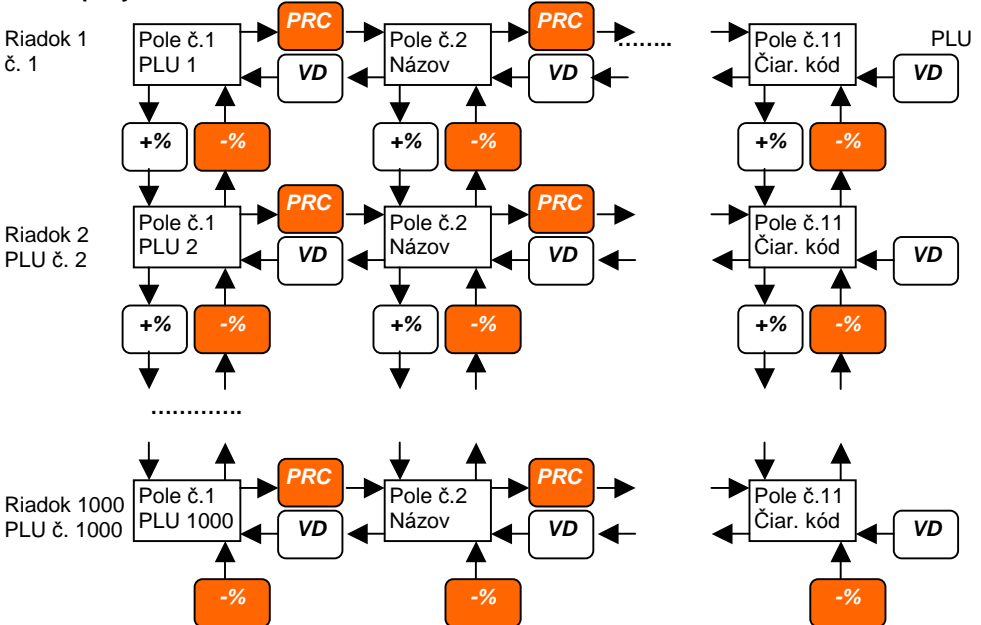 PRC PRC
Riadok 1 Pole č.1 Pole č.2 ........ Pole č.11 PLU
č. 1 PLU 1 VD Názov VD Čiar. kód VD
+% -% +% -% +% -%
PRC PRC
Riadok 2 Pole č.1 Pole č.2 Pole č.11
PLU č. 2 PLU 2 VD Názov VD Čiar. kód VD
+% -% +% -% +% -%
.............
PRC PRC
Riadok 1000 Pole č.1 Pole č.2 Pole č.11
PLU č. 1000 PLU 1000 VD Názov VD Čiar. kód VD
-% -% -%